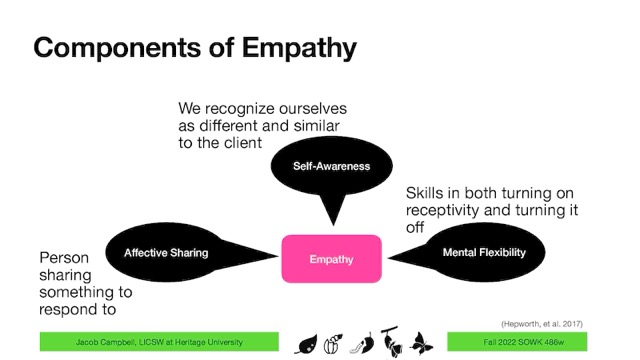 Components of Empathy
We recognize ourselves
as different and similar
to the client
Self-Awareness
Skills in both turning on
receptivity and turning it
off
Affective Sharing
Empathy
Mental Flexibility
Person
sharing
something to
respond to
(Hepworth, et al. 2017)
Jacob Campbell, LICSW at Heritage University
Fall 2022 SOWK 486w